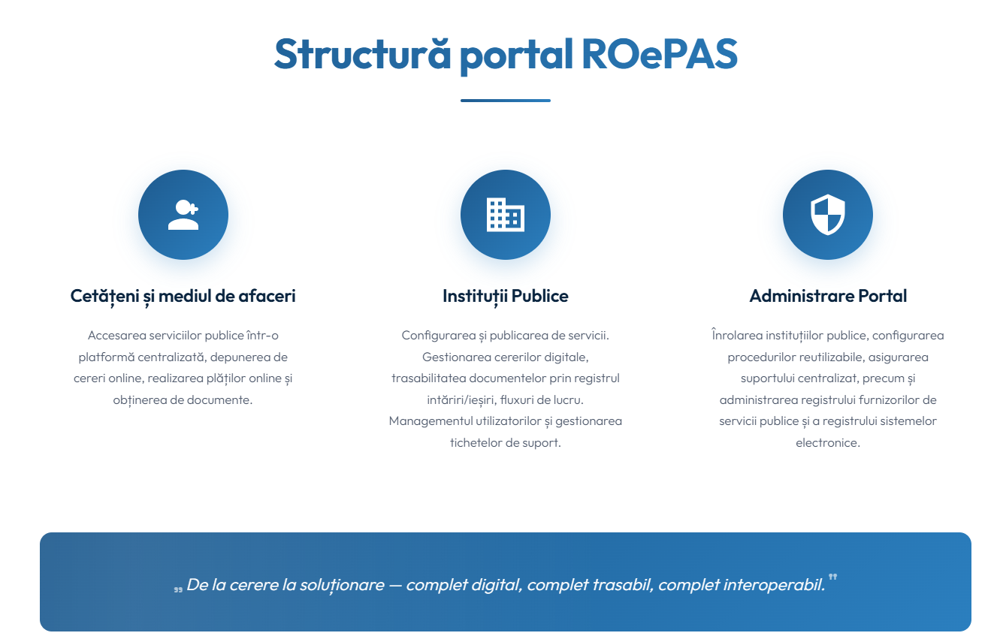 Structură portal ROePAS
Cetățeni și mediul de afaceri
Accesarea serviciilor publice într-o
platformă centralizată, depunerea de
cereri online, realizarea plăților online și
obținerea de documente.
Instituții Publice
Configurarea și publicarea de servicii.
Gestionarea cererilor digitale,
trasabilitatea documentelor prin registrul
intăriri/ieșiri, fluxuri de lucru.
Managementul utilizatorilor și gestionarea
tichetelor de suport.
Administrare Portal
Înrolarea instituțiilor publice, configurarea
procedurilor reutilizabile, asigurarea
suportului centralizat, precum și
administrarea registrului furnizorilor de
servicii publice și a registrului sistemelor
electronice.
„De la cerere la soluționare — complet digital, complet trasabil, complet interoperabil.”